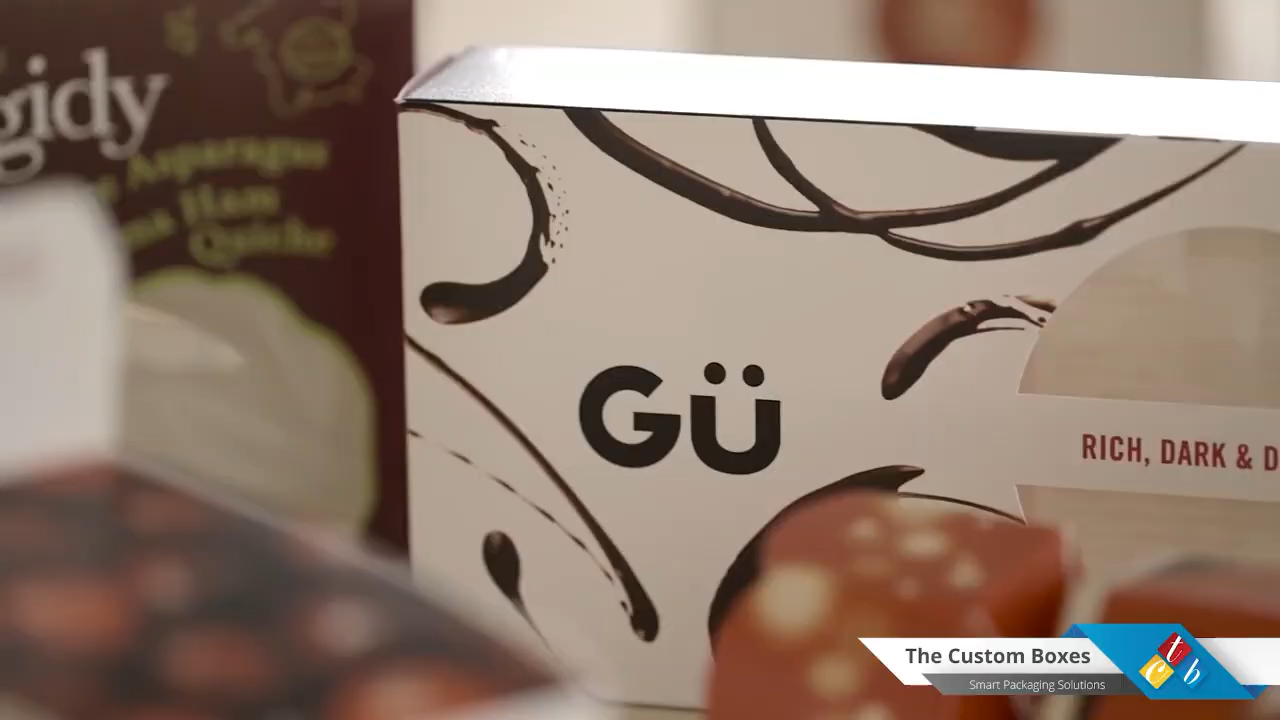 gidy
Asparagus
Ham
Quiche
Gü
RICH, DARK & D
The Custom Boxes
Smart Packaging Solutions
t
c b